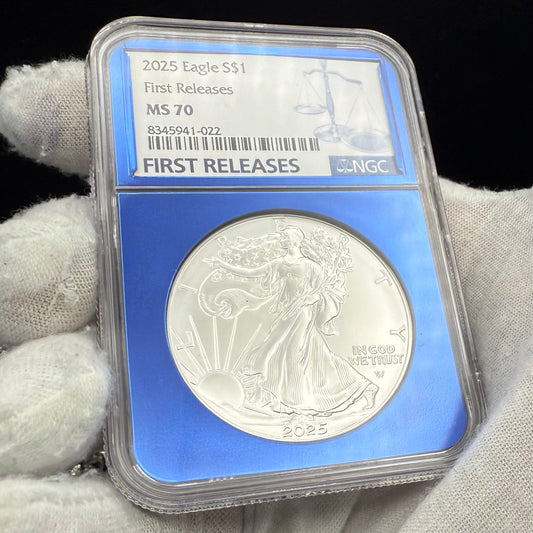 2025 Eagle S$1
First Releases
MS 70
8345941-022
FIRST RELEASES
NGC
L I E T Y
IN GOD
WE TRUST
W
2025